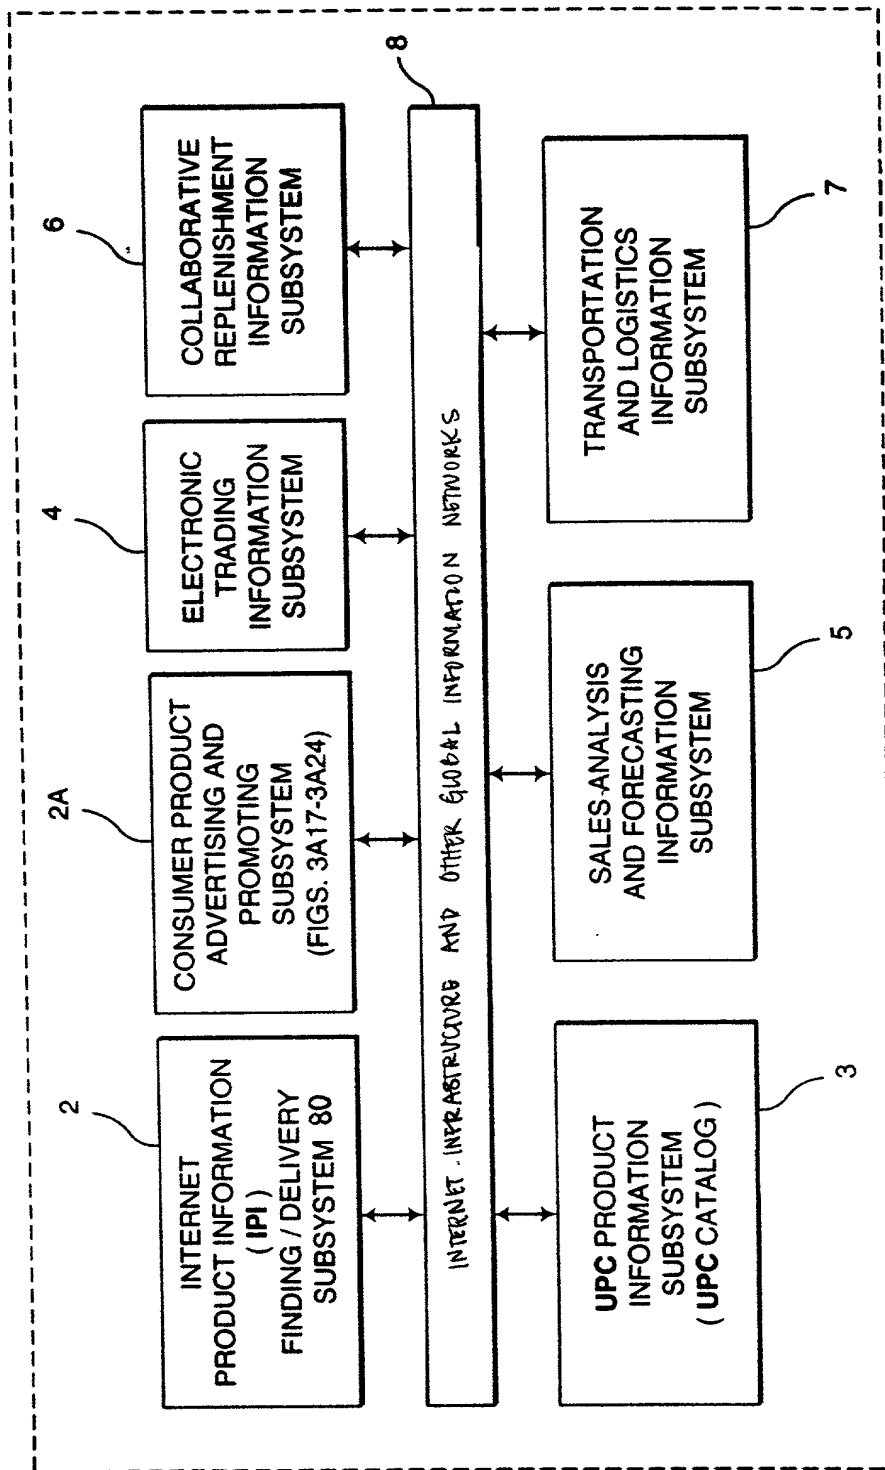 2
INTERNET
PRODUCT INFORMATION
( IPI )
FINDING / DELIVERY
SUBSYSTEM 80
2A
CONSUMER PRODUCT
ADVERTISING AND
PROMOTING
SUBSYSTEM
(FIGS. 3A17-3A24)
4
ELECTRONIC
TRADING
INFORMATION
SUBSYSTEM
6
COLLABORATIVE
REPLENISHMENT
INFORMATION
SUBSYSTEM
8
INTERNET INFRASTRUCTURE AND OTHER GLOBAL INFORMATION NETWORKS
UPC PRODUCT
INFORMATION
SUBSYSTEM
( UPC CATALOG )
3
SALES-ANALYSIS
AND FORECASTING
INFORMATION
SUBSYSTEM
5
TRANSPORTATION
AND LOGISTICS
INFORMATION
SUBSYSTEM
7